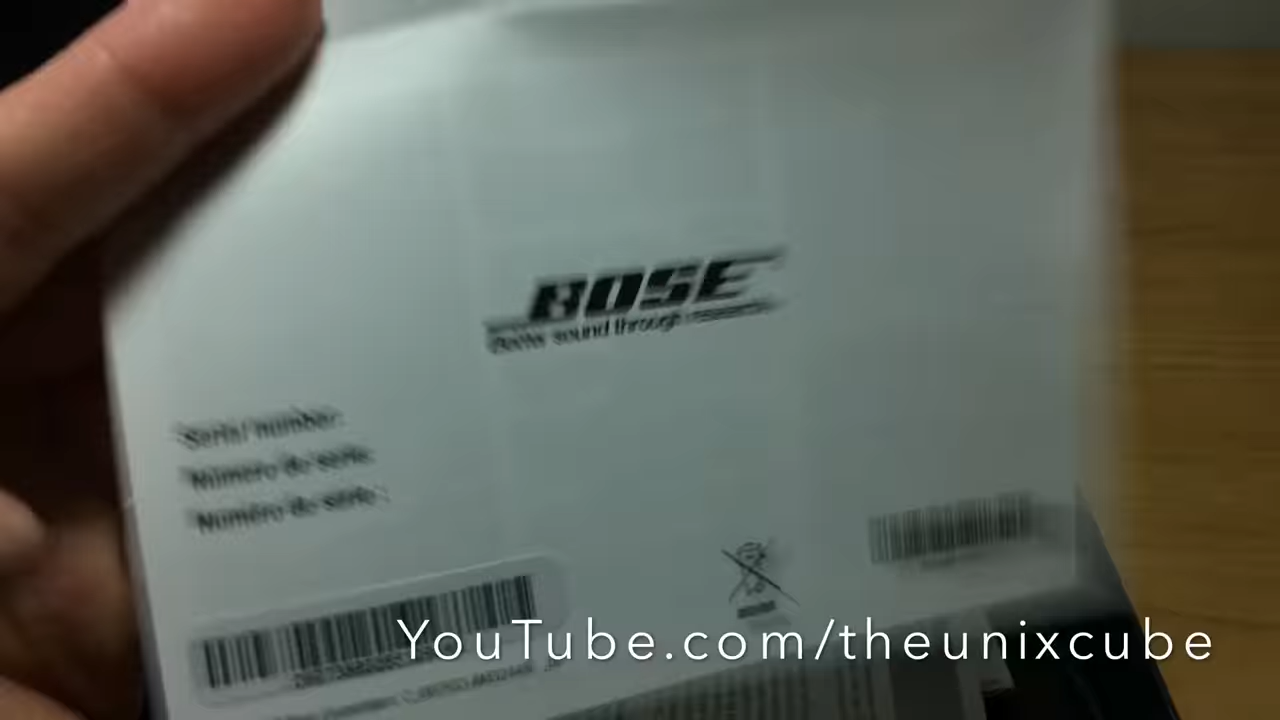 BOSE
Better sound through research
Serial number:
Número de serie:
Numéro de série :
YouTube.com/theunixcube